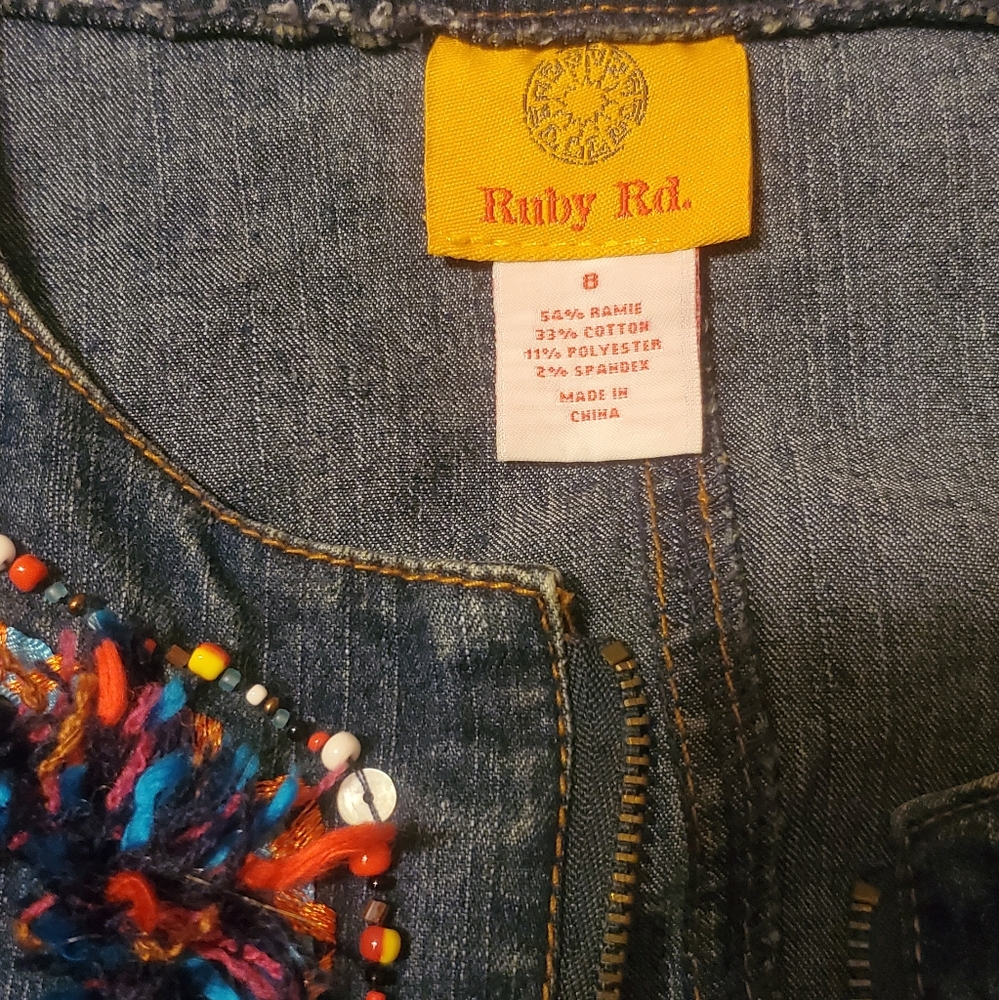 Ruby Rd.
8
54% RAMIE
33% COTTON
11% POLYESTER
2% SPANDEX
MADE IN
CHINA